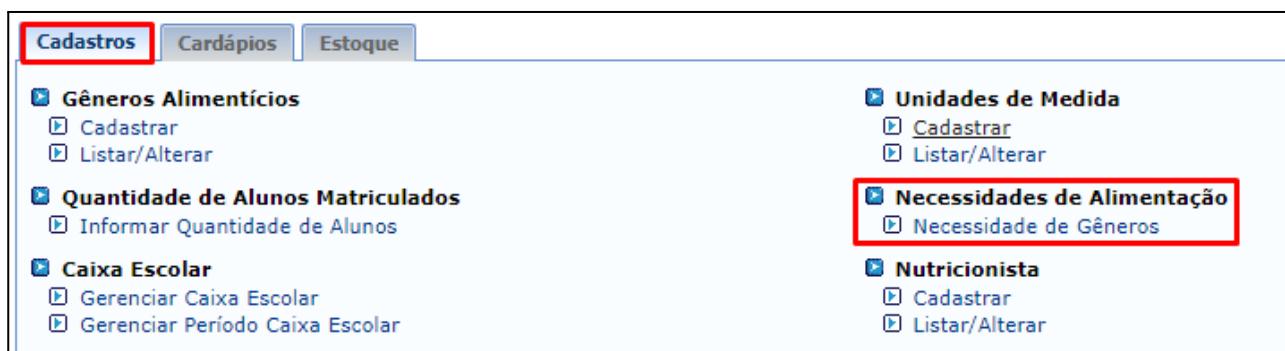 Cadastros Cardápios Estoque
Gêneros Alimentícios
Cadastrar
Listar/Alterar
Unidades de Medida
Cadastrar
Listar/Alterar
Quantidade de Alunos Matriculados
Informar Quantidade de Alunos
Necessidades de Alimentação
Necessidade de Gêneros
Caixa Escolar
Gerenciar Caixa Escolar
Gerenciar Período Caixa Escolar
Nutricionista
Cadastrar
Listar/Alterar